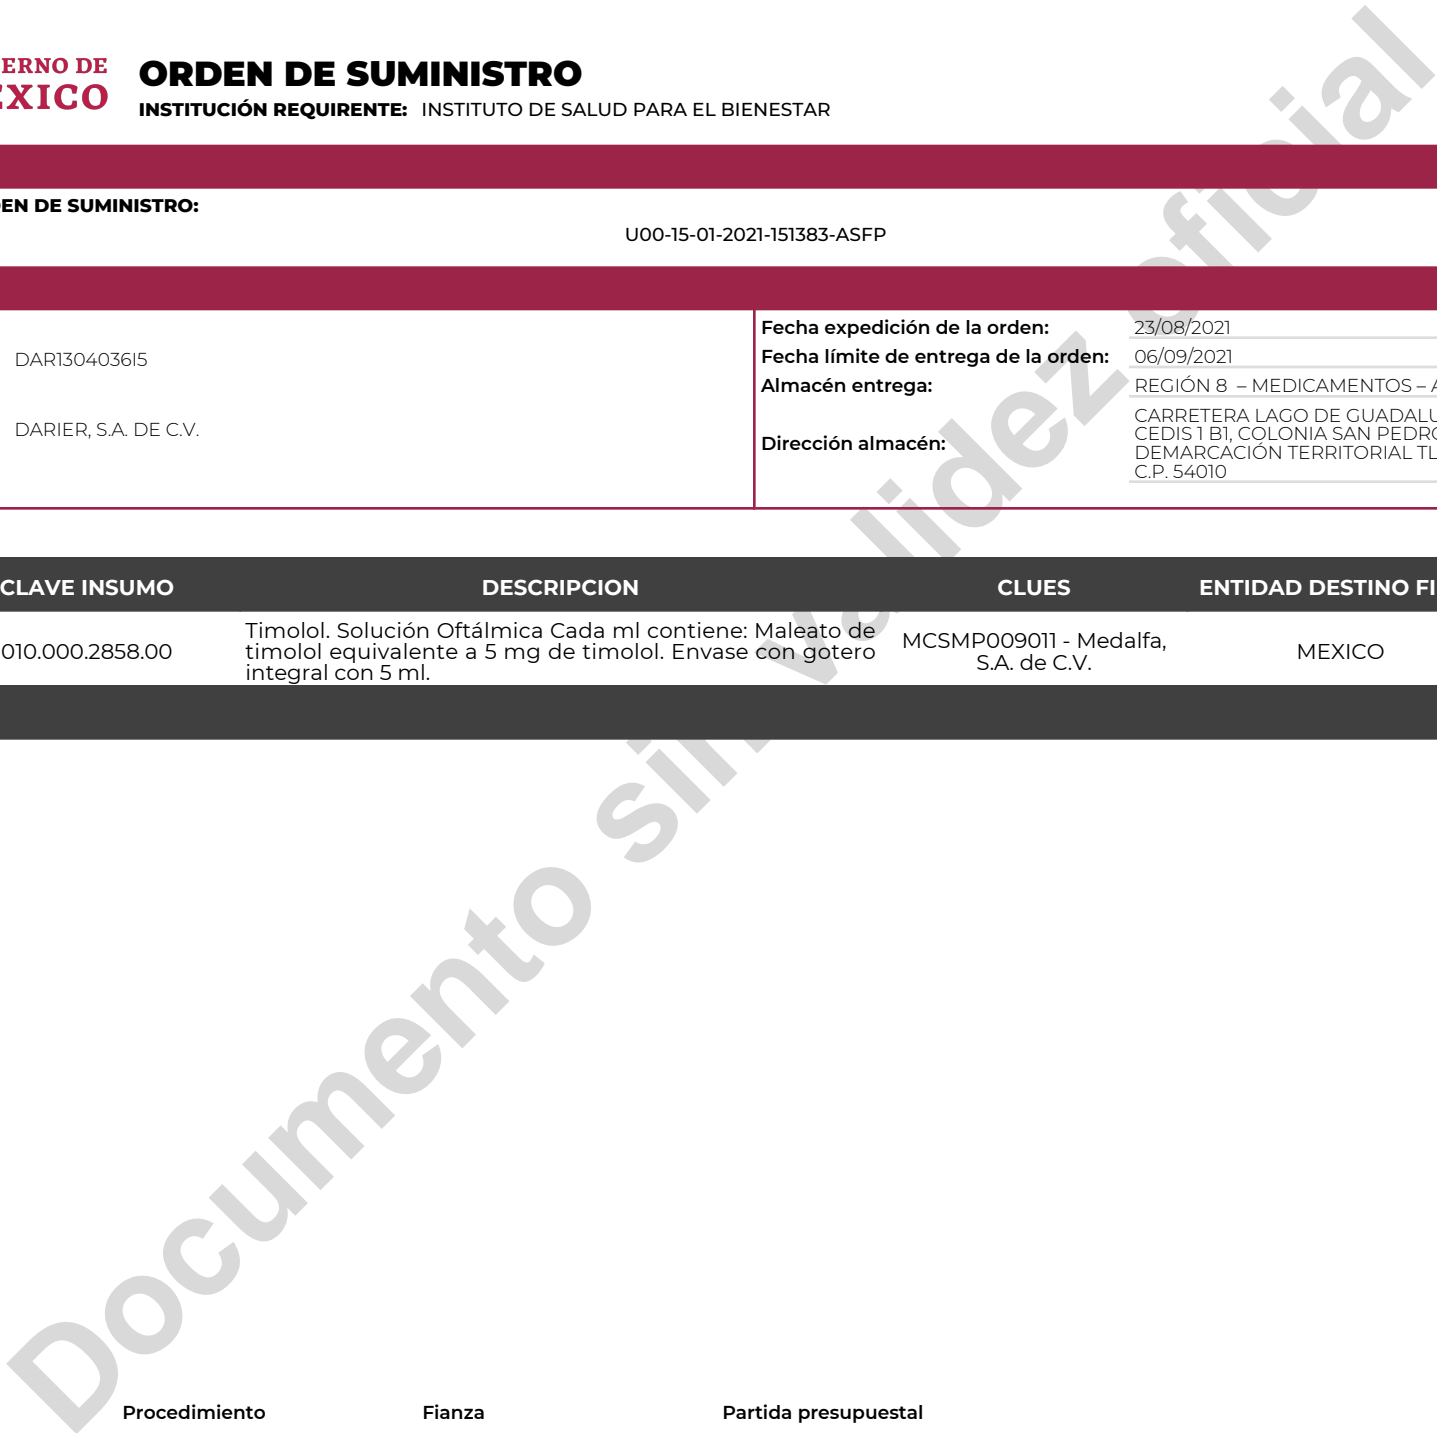 ERNO DE
EXICO
ORDEN DE SUMINISTRO
INSTITUCIÓN REQUIRENTE: INSTITUTO DE SALUD PARA EL BIENESTAR
EN DE SUMINISTRO:
U00-15-01-2021-151383-ASFP
DAR1304036I5
DARIER, S.A. DE C.V.
Fecha expedición de la orden: 23/08/2021
Fecha límite de entrega de la orden: 06/09/2021
Almacén entrega: REGIÓN 8 – MEDICAMENTOS – A
Dirección almacén:
CARRETERA LAGO DE GUADALU
CEDIS 1 B1, COLONIA SAN PEDRO
DEMARCACIÓN TERRITORIAL TL
C.P. 54010
CLAVE INSUMO DESCRIPCION CLUES ENTIDAD DESTINO FI
010.000.2858.00
Timolol. Solución Oftálmica Cada ml contiene: Maleato de
timolol equivalente a 5 mg de timolol. Envase con gotero
integral con 5 ml.
MCSMP009011 - Medalfa,
S.A. de C.V.
MEXICO
Documento sin validez oficial
Procedimiento Fianza Partida presupuestal